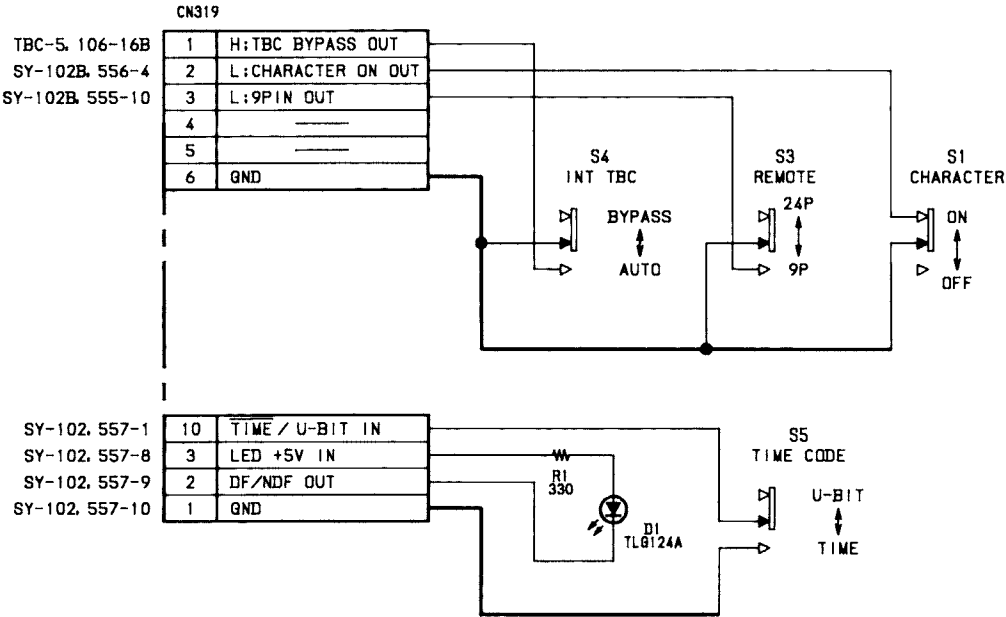 CN319
TBC-5, 106-16B 1 H:TBC BYPASS OUT
SY-102B, 556-4 2 L:CHARACTER ON OUT
SY-102B, 555-10 3 L:9PIN OUT
4
5
6 GND
S4
INT TBC
BYPASS
AUTO
S3
REMOTE
24P
9P
S1
CHARACTER
ON
OFF
SY-102, 557-1 10 TIME / U-BIT IN
SY-102, 557-8 3 LED +5V IN
SY-102, 557-9 2 DF/NDF OUT
SY-102, 557-10 1 GND
R1
330
D1
TLG124A
S5
TIME CODE
U-BIT
TIME